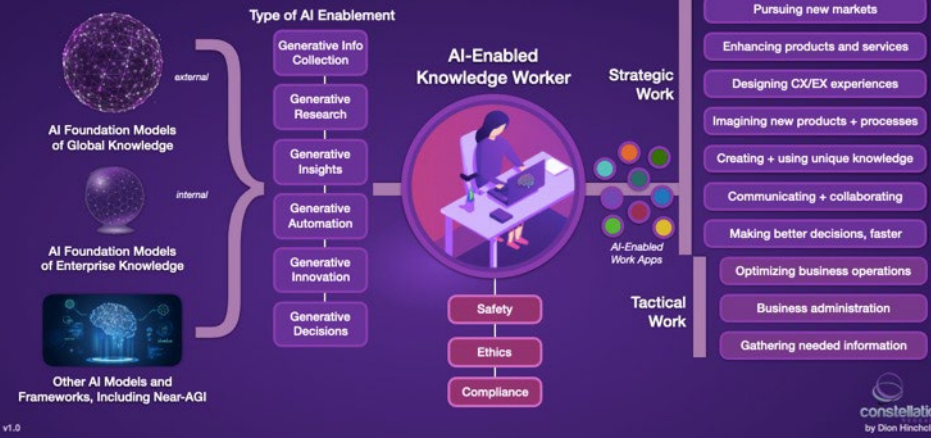 Type of AI Enablement
external
AI Foundation Models
of Global Knowledge
internal
AI Foundation Models
of Enterprise Knowledge
Other AI Models and
Frameworks, Including Near-AGI
v1.0
Generative Info
Collection
Generative
Research
Generative
Insights
Generative
Automation
Generative
Innovation
Generative
Decisions
AI-Enabled
Knowledge Worker
Safety
Ethics
Compliance
AI-Enabled
Work Apps
Strategic
Work
Pursuing new markets
Enhancing products and services
Designing CX/EX experiences
Imagining new products + processes
Creating + using unique knowledge
Communicating + collaborating
Making better decisions, faster
Tactical
Work
Optimizing business operations
Business administration
Gathering needed information
by Dion